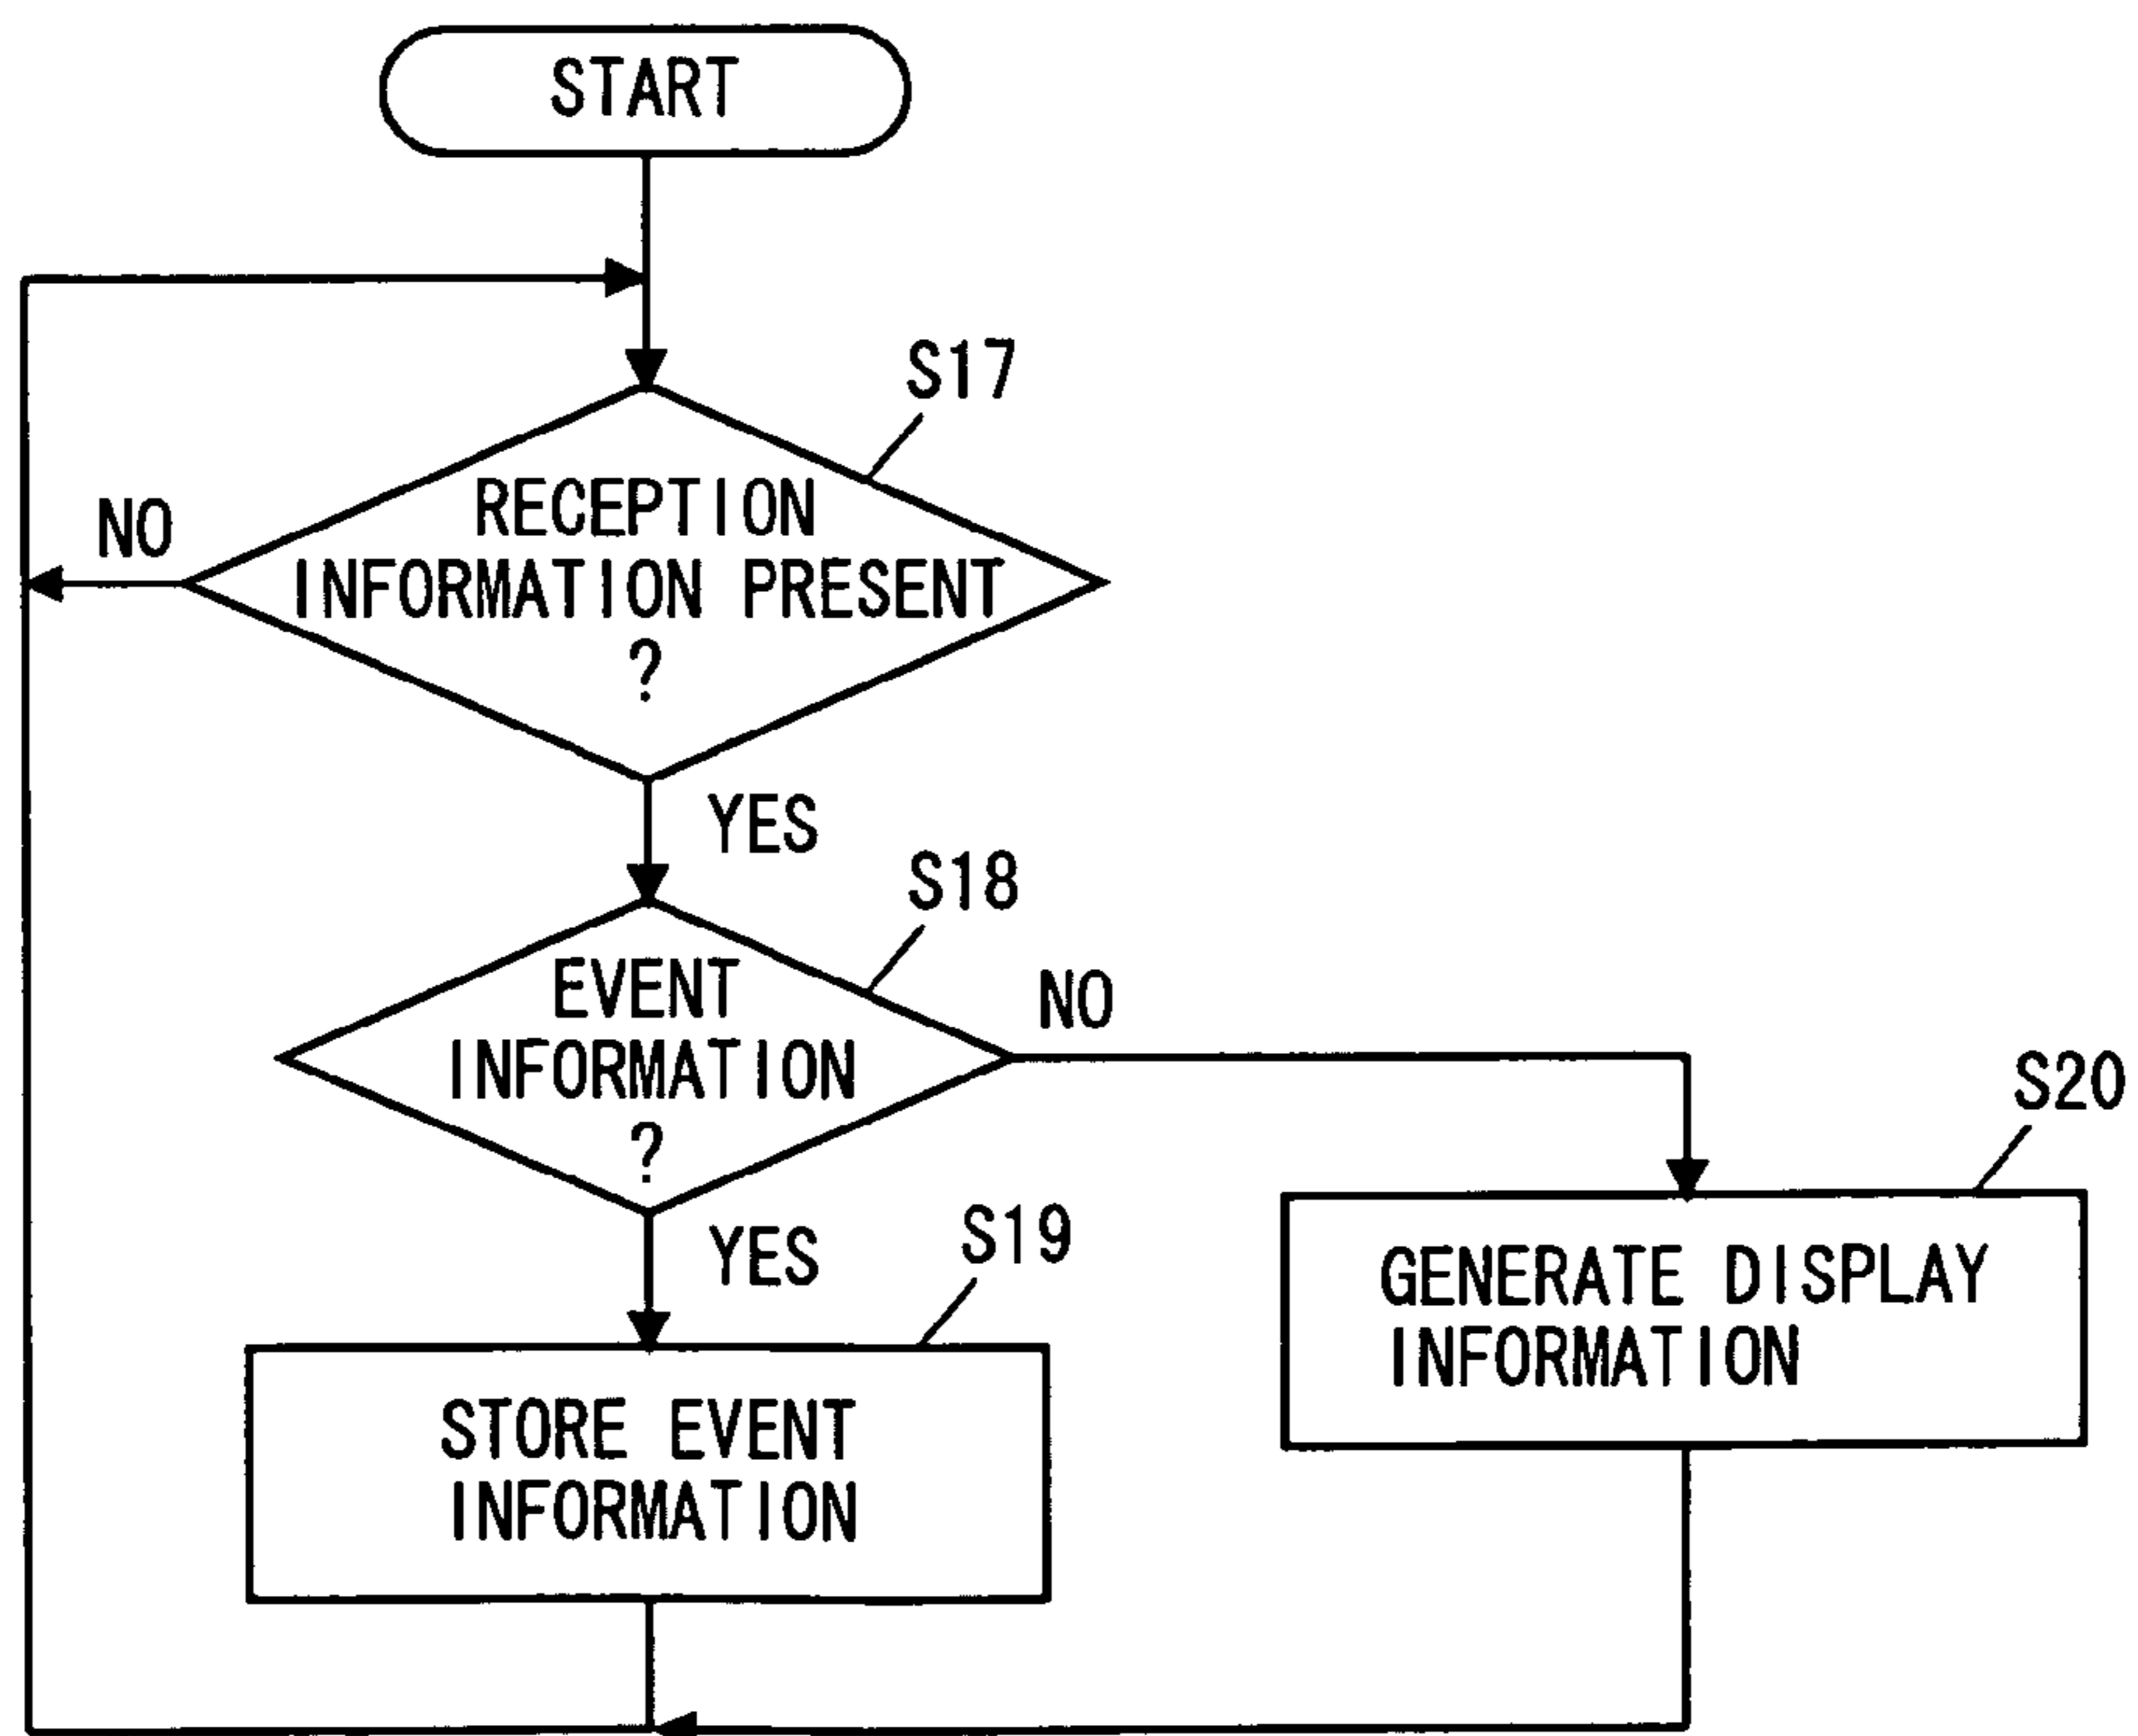 START
S17
RECEPTION
INFORMATION PRESENT
?
NO
YES
S18
EVENT
INFORMATION
?
NO
YES
S19
S20
GENERATE DISPLAY
INFORMATION
STORE EVENT
INFORMATION